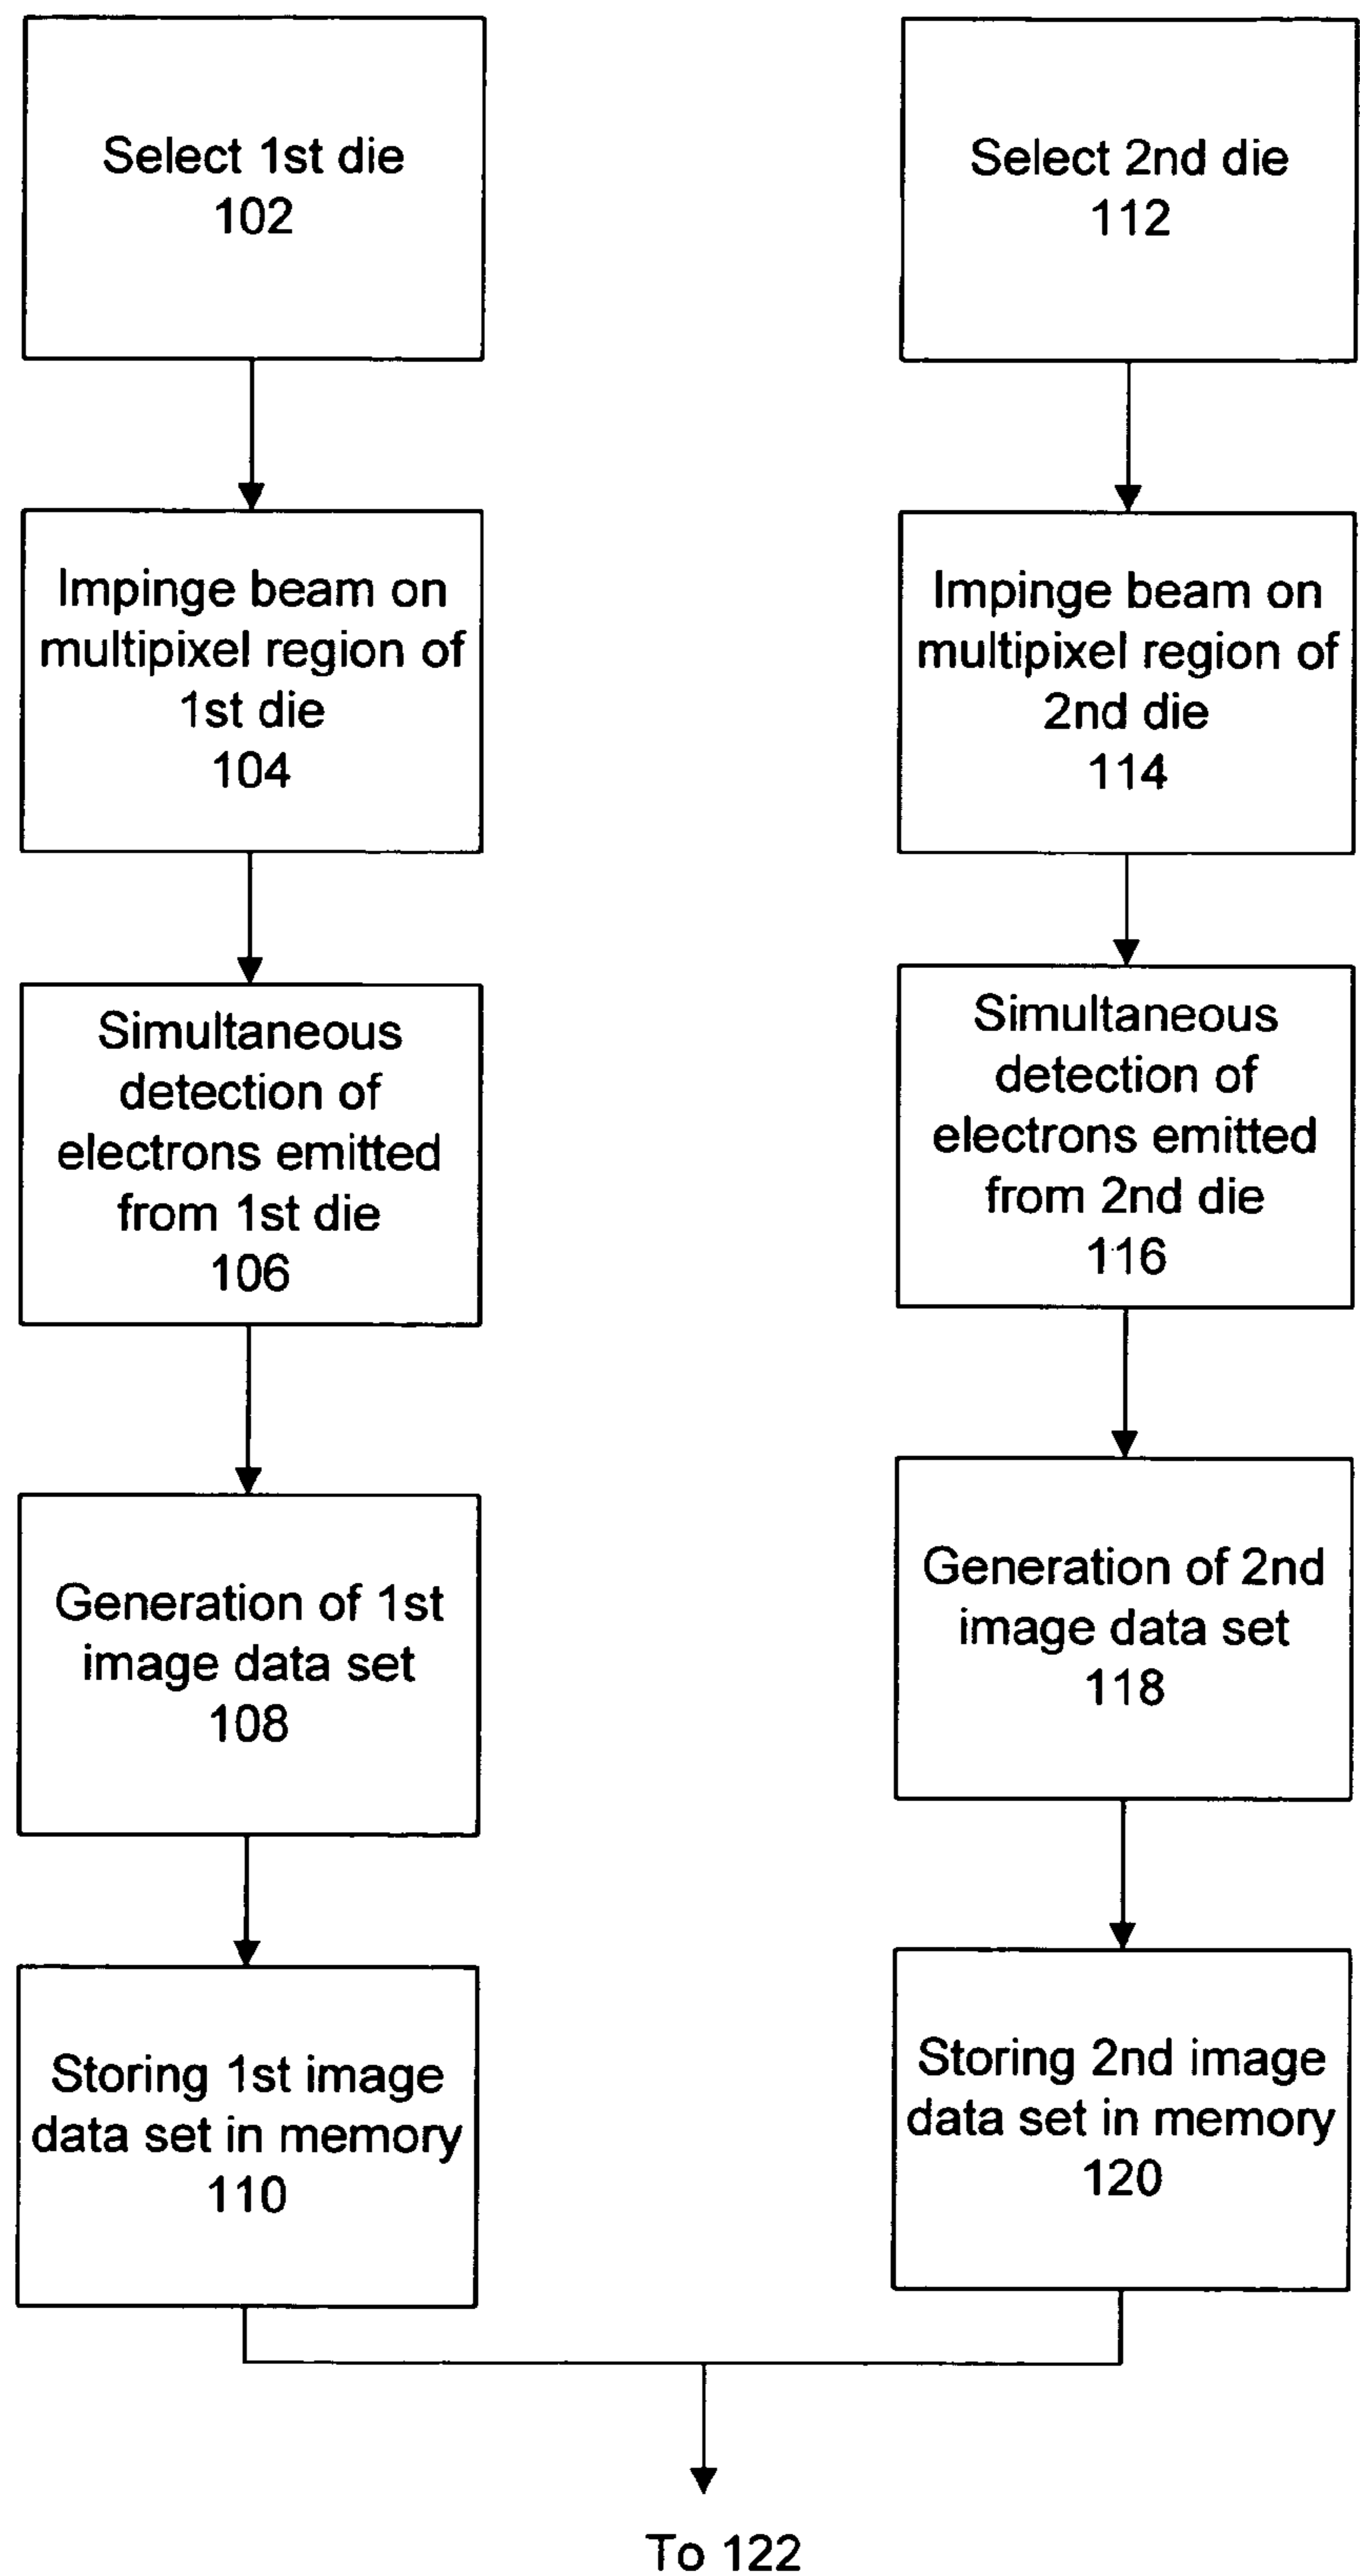 Select 1st die
102
Impinge beam on
multipixel region of
1st die
104
Simultaneous
detection of
electrons emitted
from 1st die
106
Generation of 1st
image data set
108
Storing 1st image
data set in memory
110
Select 2nd die
112
Impinge beam on
multipixel region of
2nd die
114
Simultaneous
detection of
electrons emitted
from 2nd die
116
Generation of 2nd
image data set
118
Storing 2nd image
data set in memory
120
To 122